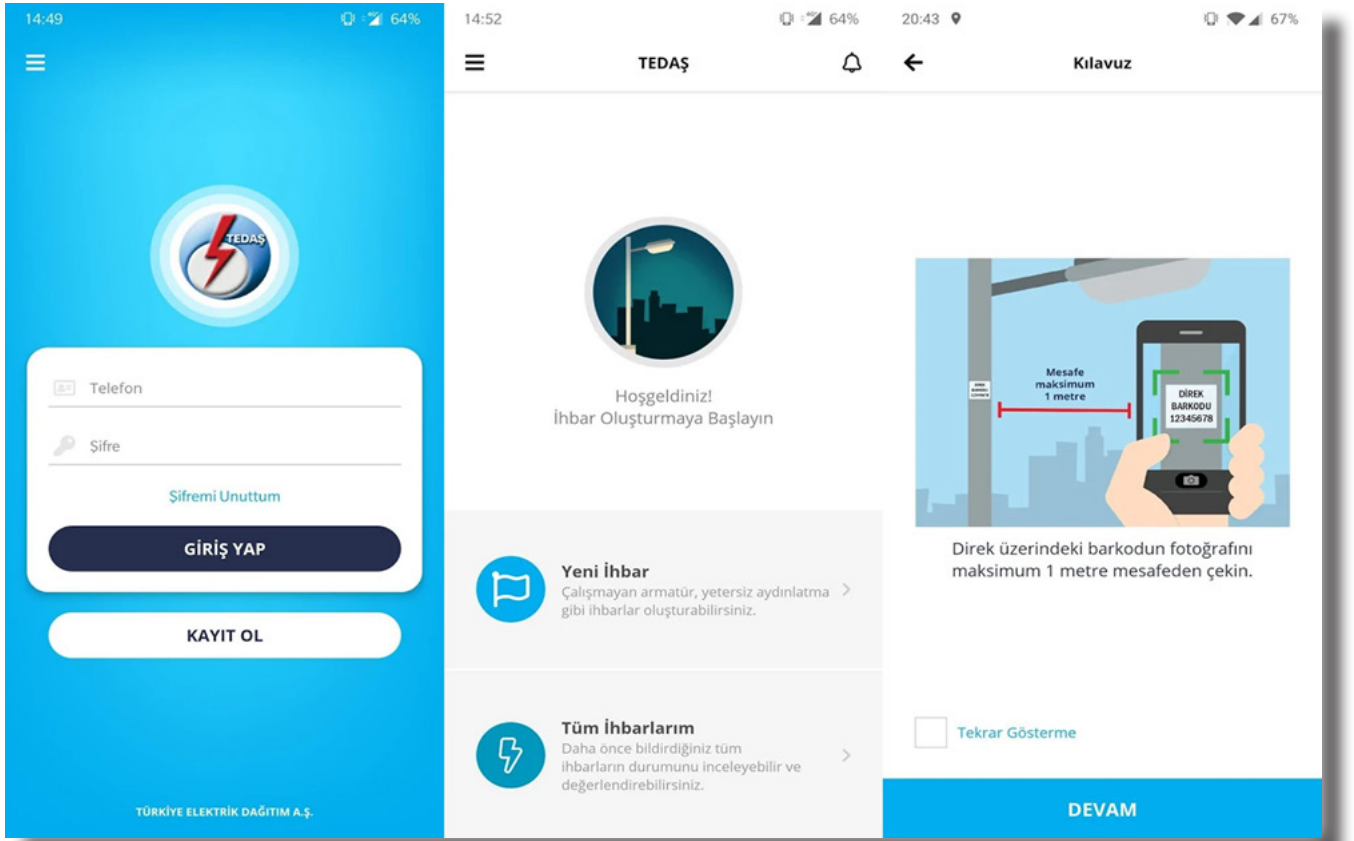 14:49
64%
TEDAŞ
Telefon
Şifre
Şifremi Unuttum
GİRİŞ YAP
KAYIT OL
TÜRKİYE ELEKTRİK DAĞITIM A.Ş.
14:52
64%
TEDAŞ
Hoşgeldiniz!
İhbar Oluşturmaya Başlayın
Yeni İhbar
Çalışmayan armatür, yetersiz aydınlatma
gibi ihbarlar oluşturabilirsiniz.
Tüm İhbarlarım
Daha önce bildirdiğiniz tüm
ihbarların durumunu inceleyebilir ve
değerlendirebilirsiniz.
20:43
67%
Kılavuz
Mesafe
maksimum
1 metre
DİREK
BARKODU
12345678
Direk üzerindeki barkodun fotoğrafını
maksimum 1 metre mesafeden çekin.
Tekrar Gösterme
DEVAM